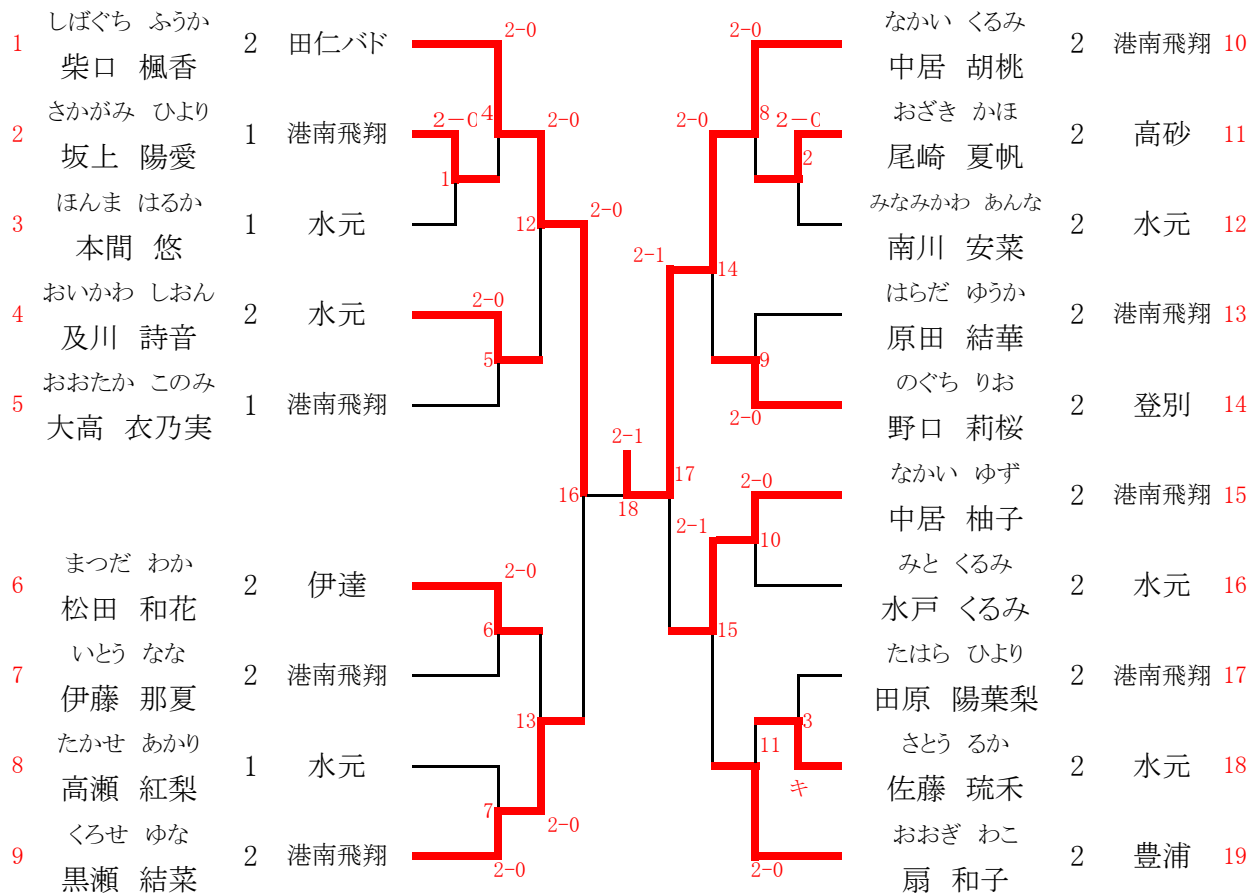 しばぐち ふうか
1 柴口 楓香 2 田仁バド
さかがみ ひより
2 坂上 陽愛 1 港南飛翔
ほんま はるか
3 本間 悠 1 水元
おいかわ しおん
4 及川 詩音 2 水元
おおたか このみ
5 大高 衣乃実 1 港南飛翔
まつだ わか
6 松田 和花 2 伊達
いとう なな
7 伊藤 那夏 2 港南飛翔
たかせ あかり
8 高瀬 紅梨 1 水元
くろせ ゆな
9 黒瀬 結菜 2 港南飛翔
2-0
4
2-0
1
2-0
12
2-0
2-0
5
16
2-0
6
13
7
2-0
2-0
2-1
18
17
2-1
14
2-0
2-0
8
2-0
2
9
2-0
2-1
2-0
10
15
11
3
キ
2-0
なかい くるみ
中居 胡桃 2 港南飛翔 10
おざき かほ
尾崎 夏帆 2 高砂 11
みなみかわ あんな
南川 安菜 2 水元 12
はらだ ゆうか
原田 結華 2 港南飛翔 13
のぐち りお
野口 莉桜 2 登別 14
なかい ゆず
中居 柚子 2 港南飛翔 15
みと くるみ
水戸 くるみ 2 水元 16
たはら ひより
田原 陽葉梨 2 港南飛翔 17
さとう るか
佐藤 琉禾 2 水元 18
おおぎ わこ
扇 和子 2 豊浦 19